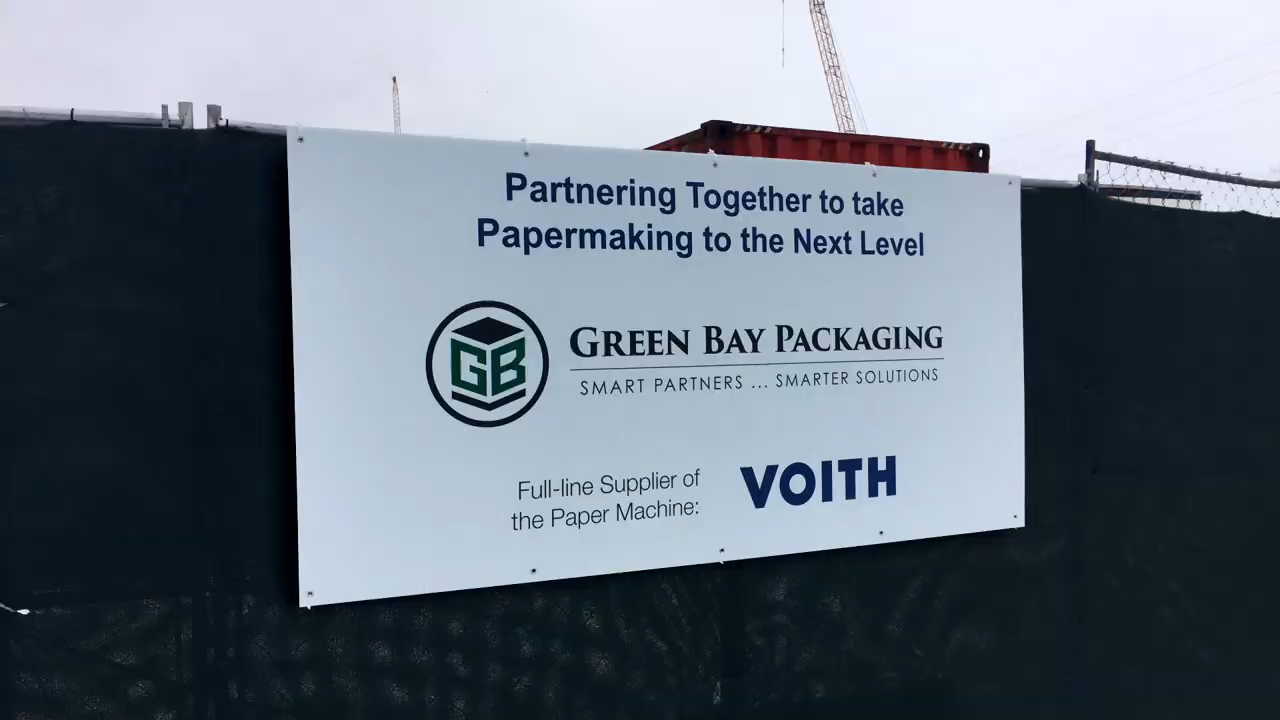 Partnering Together to take
Papermaking to the Next Level
GB
GREEN BAY PACKAGING
SMART PARTNERS ... SMARTER SOLUTIONS
Full-line Supplier of
the Paper Machine:
VOITH